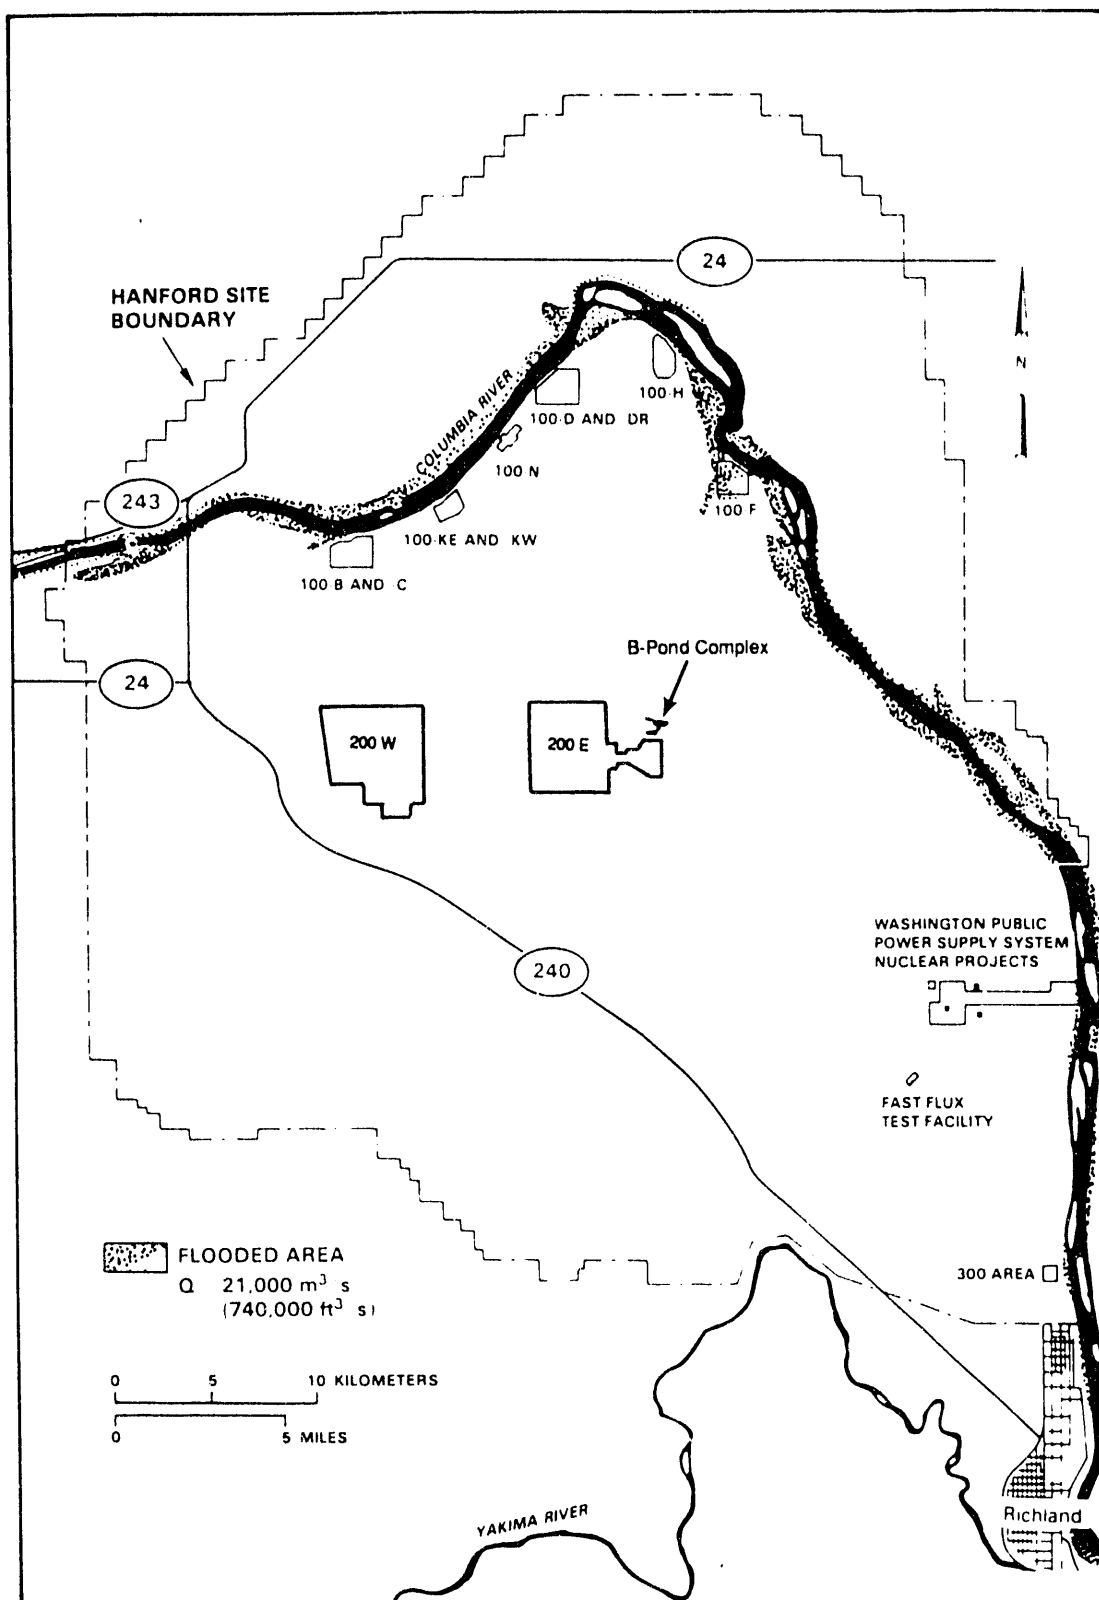 24
HANFORD SITE
BOUNDARY
N
COLUMBIA RIVER
100-H
100-D AND DR
100 N
243
100 F
100-KE AND KW
100-B AND C
B-Pond Complex
24
200 W
200 E
WASHINGTON PUBLIC
POWER SUPPLY SYSTEM
NUCLEAR PROJECTS
240
FAST FLUX
TEST FACILITY
FLOODED AREA
Q 21,000 m³ s
(740,000 ft³ s)
300 AREA
0 5 10 KILOMETERS
0 5 MILES
YAKIMA RIVER
Richland